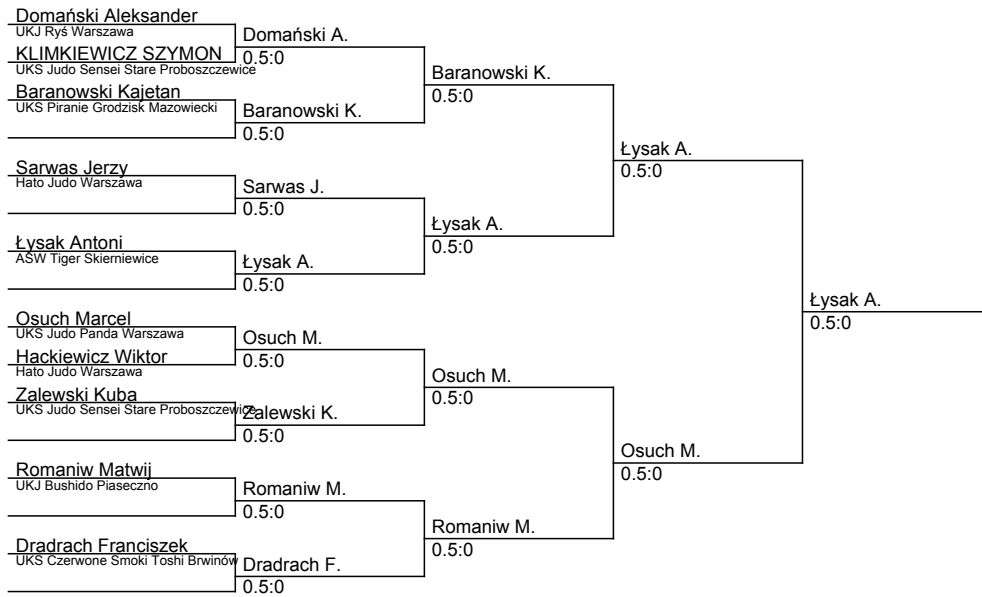 Domański Aleksander
UKJ Ryś Warszawa
Domański A.
0.5:0
KLIMKIEWICZ SZYMON
UKS Judo Sensei Stare Proboszczewice
Baranowski K.
0.5:0
Baranowski Kajetan
UKS Piranie Grodzisk Mazowiecki
Baranowski K.
0.5:0
Łysak A.
0.5:0
Sarwas Jerzy
Hato Judo Warszawa
Sarwas J.
0.5:0
Łysak A.
0.5:0
Łysak Antoni
ASW Tiger Skierniewice
Łysak A.
0.5:0
Łysak A.
0.5:0
Osuch Marcel
UKS Judo Panda Warszawa
Osuch M.
0.5:0
Hackiewicz Wiktor
Hato Judo Warszawa
Osuch M.
0.5:0
Zalewski Kuba
UKS Judo Sensei Stare Proboszczewice
Zalewski K.
0.5:0
Osuch M.
0.5:0
Romaniw Matwij
UKJ Bushido Piaseczno
Romaniw M.
0.5:0
Romaniw M.
0.5:0
Dradrach Franciszek
UKS Czerwone Smoki Toshi Brwinów
Dradrach F.
0.5:0